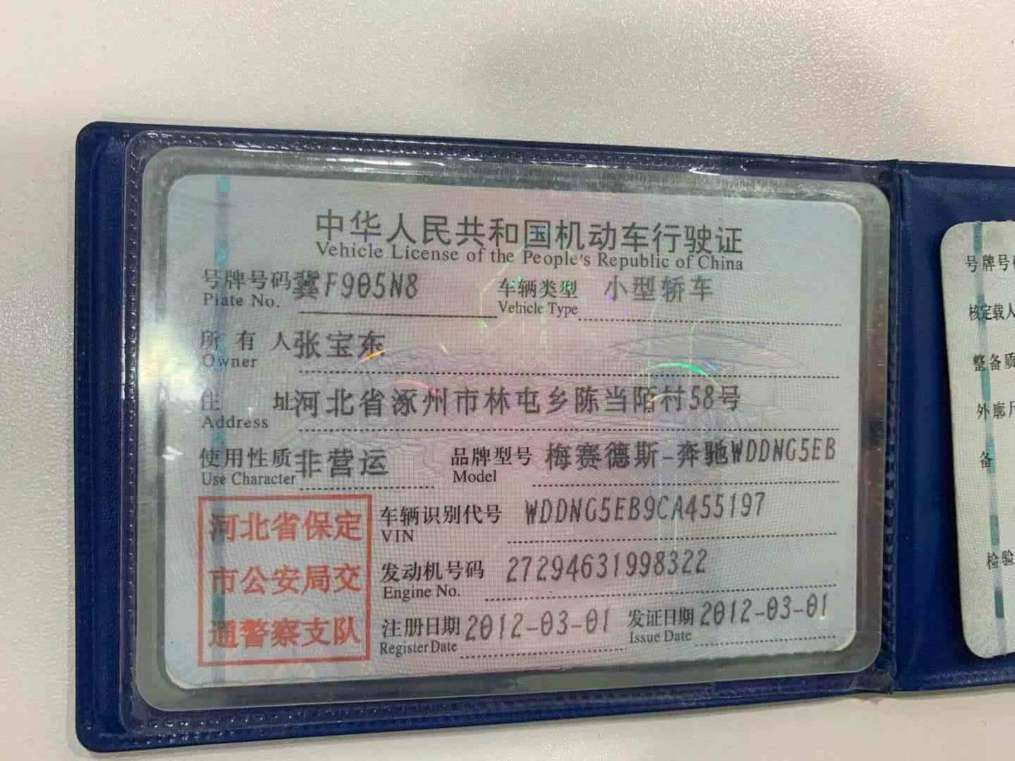 中华人民共和国机动车行驶证
Vehicle License of the People's Republic of China
号牌号码 冀F905N8 车辆类型 小型轿车
Plate No. Vehicle Type
所有人 张宝东
Owner
住址 河北省涿州市林屯乡陈当陌村58号
Address
使用性质 非营运 品牌型号 梅赛德斯-奔驰WDDNG5EB
Use Character Model
河北省保定
市公安局交
通警察支队
车辆识别代号 WDDNG5EB9CA455197
VIN
发动机号码 27294631998322
Engine No.
注册日期 2012-03-01 发证日期 2012-03-01
Register Date Issue Date
号牌号
核定载人
整备质
外廓尺
备
检验